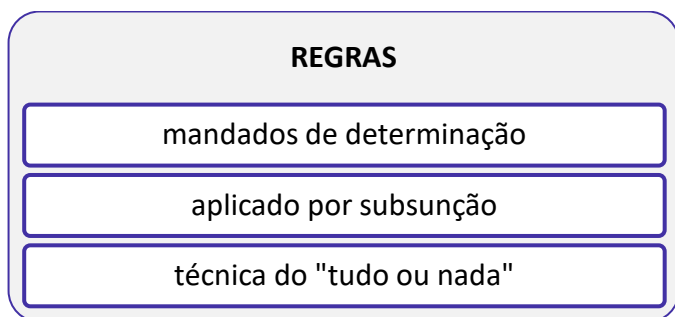 REGRAS
mandados de determinação
aplicado por subsunção
técnica do "tudo ou nada"